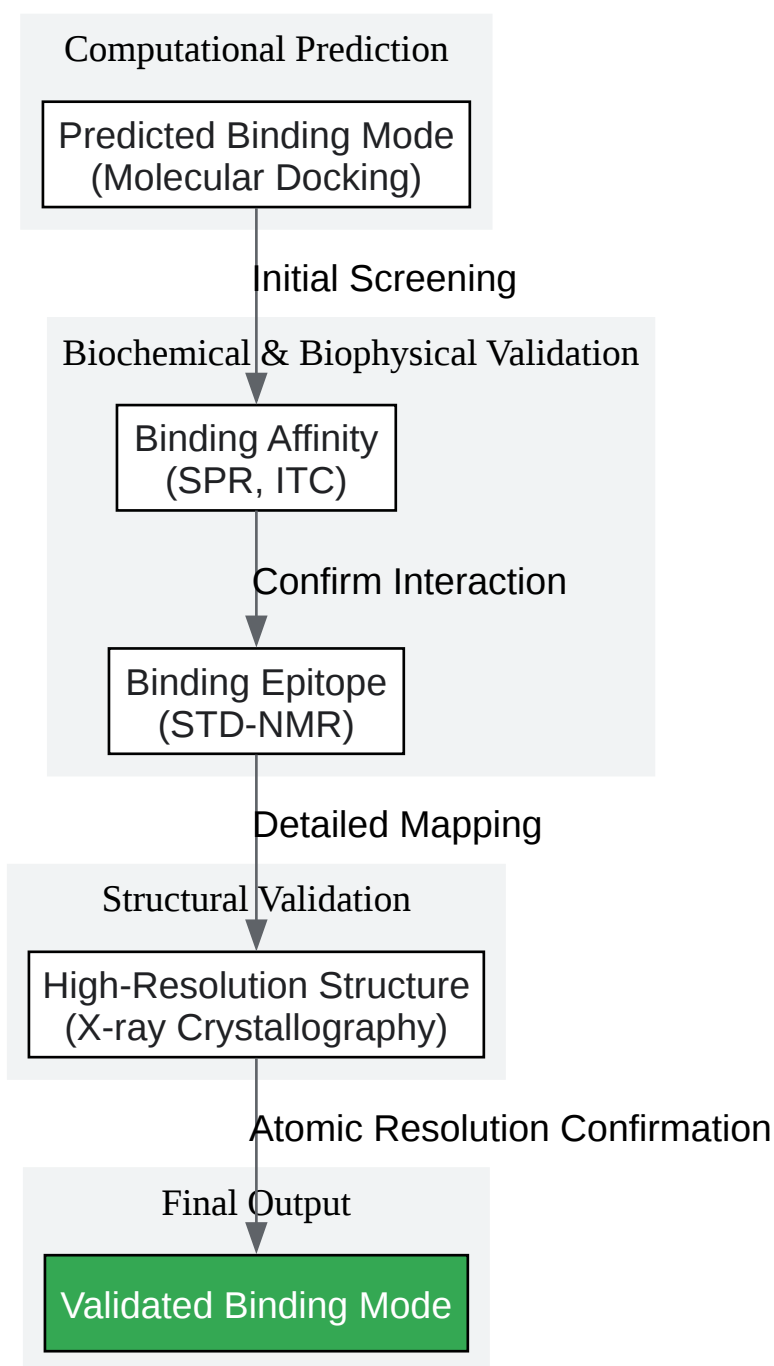 Computational Prediction
Predicted Binding Mode
(Molecular Docking)
Initial Screening
Biochemical & Biophysical Validation
Binding Affinity
(SPR, ITC)
Confirm Interaction
Binding Epitope
(STD-NMR)
Detailed Mapping
Structural Validation
High-Resolution Structure
(X-ray Crystallography)
Atomic Resolution Confirmation
Final Output
Validated Binding Mode